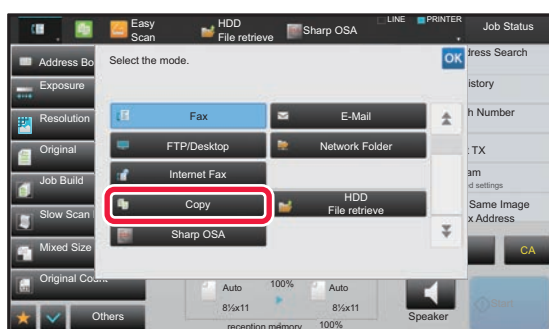 Easy
Scan
HDD
File retrieve
Sharp OSA
LINE
PRINTER
Job Status
Address Bo
Select the mode.
OK
dress Search
Exposure
istory
Resolution
Fax
E-Mail
h Number
Original
FTP/Desktop
Network Folder
TX
Job Build
Internet Fax
am
d settings
Slow Scan
Copy
HDD
File retrieve
Same Image
x Address
Mixed Size
Sharp OSA
CA
Original Count
Auto
100%
Auto
8½x11
8½x11
Start
Others
reception memory
100%
Speaker